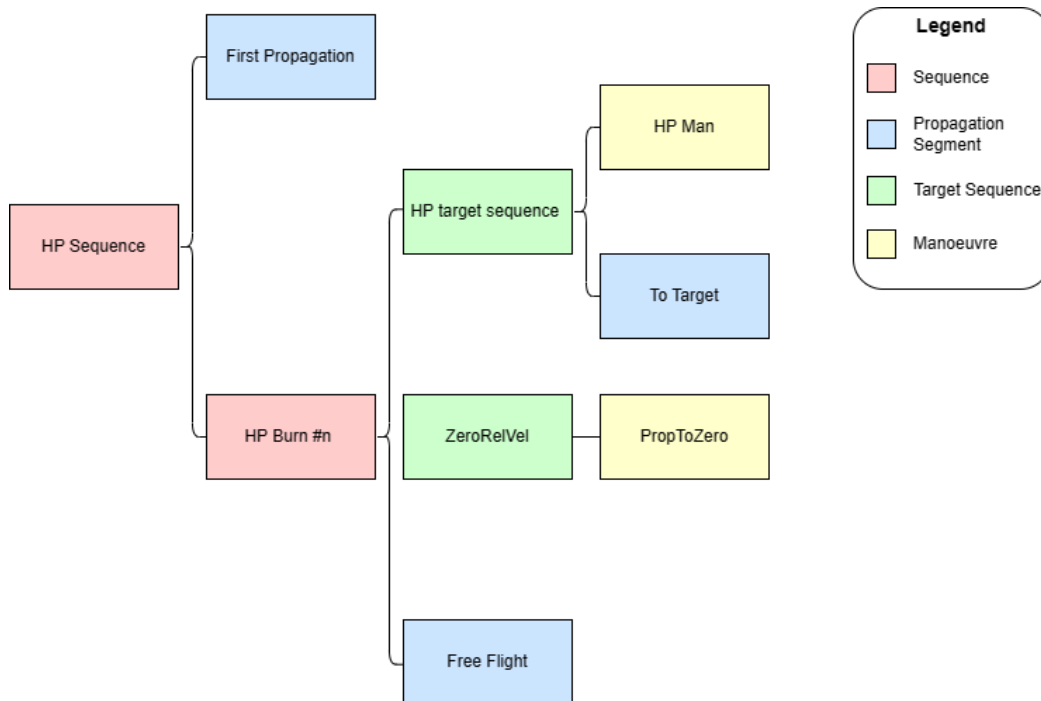 First Propagation
HP Sequence
HP Burn #n
HP target sequence
HP Man
To Target
ZeroRelVel
PropToZero
Free Flight
Legend
Sequence
Propagation
Segment
Target Sequence
Manoeuvre